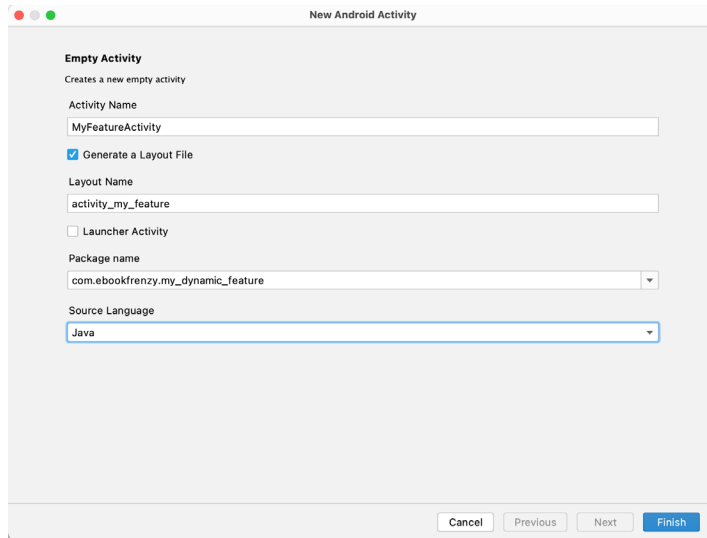 New Android Activity
Empty Activity
Creates a new empty activity
Activity Name
MyFeatureActivity
Generate a Layout File
Layout Name
activity_my_feature
Launcher Activity
Package name
com.ebookfrenzy.my_dynamic_feature
Source Language
Java
Cancel
Previous
Next
Finish